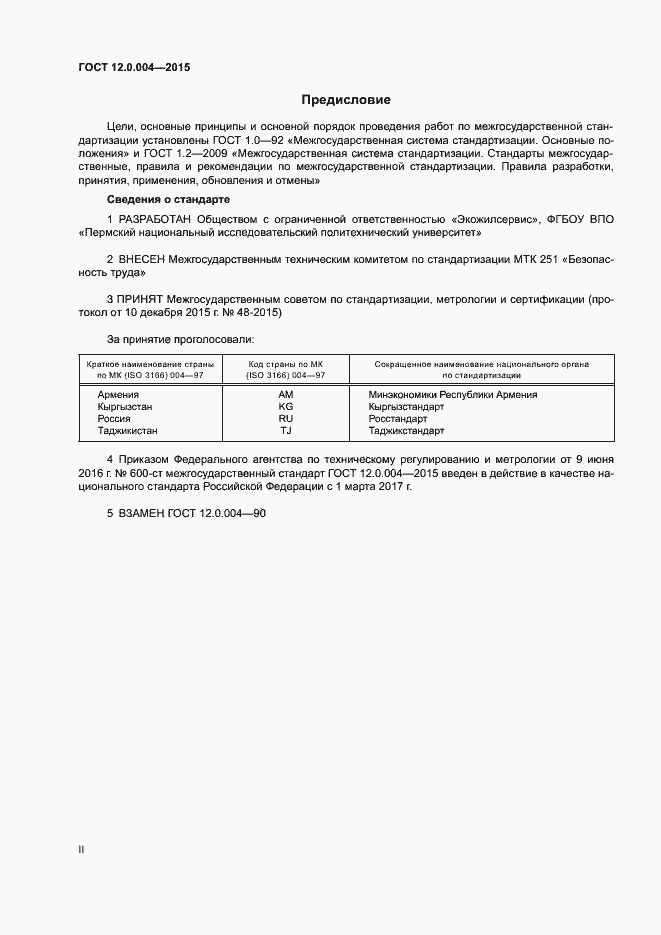 ГОСТ 12.0.004—2015
Предисловие
Цели, основные принципы и основной порядок проведения работ по межгосударственной стан-
дартизации установлены ГОСТ 1.0—92 «Межгосударственная система стандартизации. Основные по-
ложения» и ГОСТ 1.2—2009 «Межгосударственная система стандартизации. Стандарты межгосудар-
ственные, правила и рекомендации по межгосударственной стандартизации. Правила разработки,
принятия, применения, обновления и отмены»
Сведения о стандарте
1 РАЗРАБОТАН Обществом с ограниченной ответственностью «Экожилсервис», ФГБОУ ВПО
«Пермский национальный исследовательский политехнический университет»
2 ВНЕСЕН Межгосударственным техническим комитетом по стандартизации МТК 251 «Безопас-
ность труда»
3 ПРИНЯТ Межгосударственным советом по стандартизации, метрологии и сертификации (про-
токол от 10 декабря 2015 г. № 48-2015)
За принятие проголосовали:
Краткое наименование страны Код страны по МК Сокращенное наименование национального органа
по МК (ISO 3166) 004—97 (ISO 3166) 004—97 по стандартизации
Армения AM Минэкономики Республики Армения
Кыргызстан KG Кыргызстандарт
Россия RU Росстандарт
Таджикистан TJ Таджикстандарт
4 Приказом Федерального агентства по техническому регулированию и метрологии от 9 июня
2016 г. № 600-ст межгосударственный стандарт ГОСТ 12.0.004—2015 введен в действие в качестве на-
ционального стандарта Российской Федерации с 1 марта 2017 г.
5 ВЗАМЕН ГОСТ 12.0.004—90
II